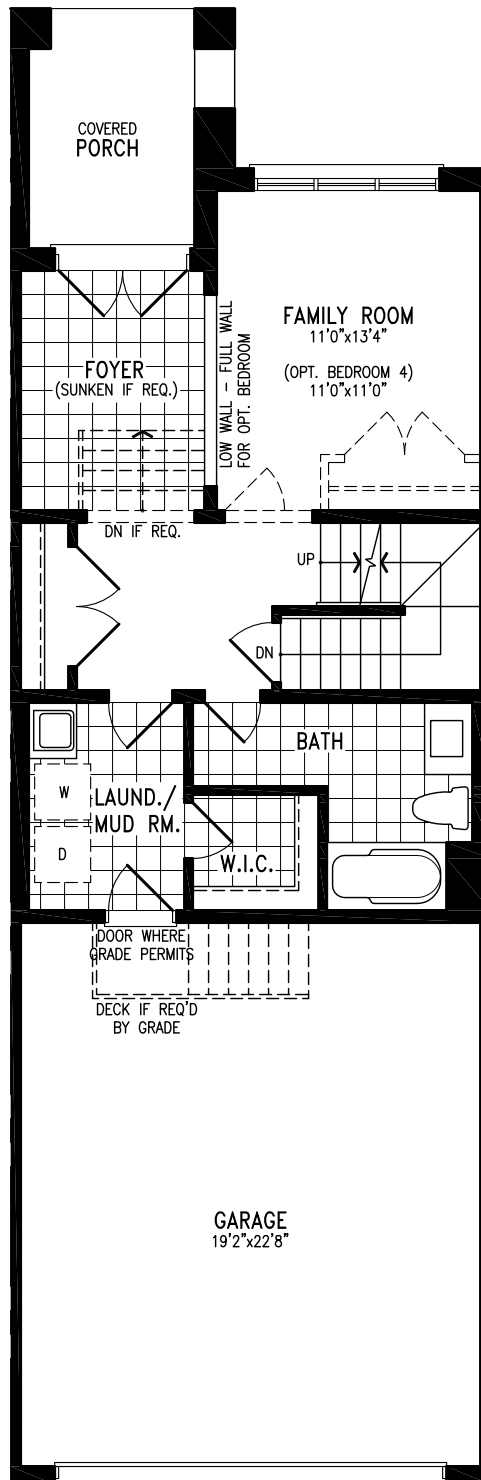 COVERED
PORCH
FAMILY ROOM
11'0"x13'4"
(OPT. BEDROOM 4)
11'0"x11'0"
LOW WALL - FULL WALL
FOR OPT. BEDROOM
FOYER
(SUNKEN IF REQ.)
DN IF REQ.
UP
DN
BATH
W
LAUND./
MUD RM.
D
W.I.C.
DOOR WHERE
GRADE PERMITS
DECK IF REQ'D
BY GRADE
GARAGE
19'2"x22'8"